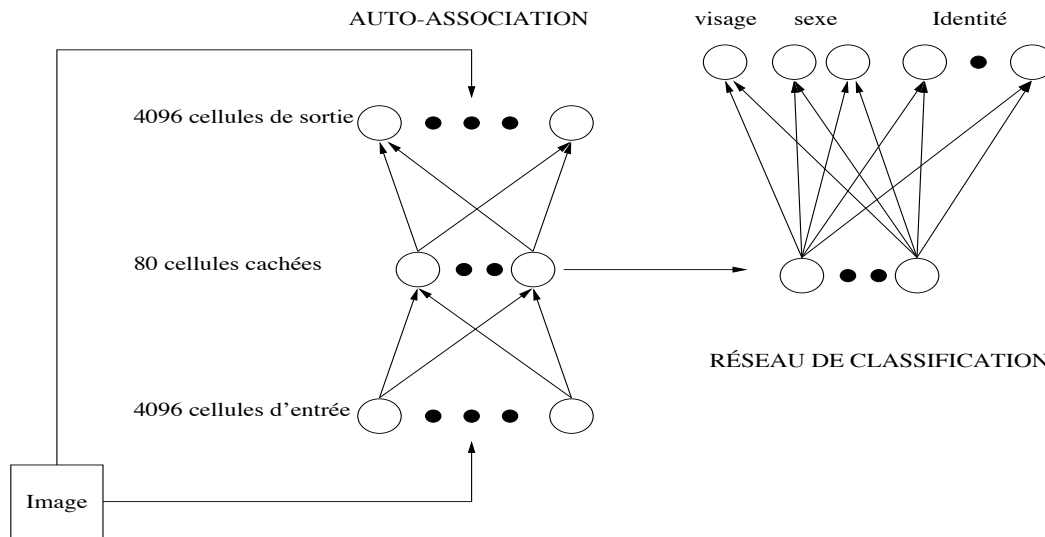 AUTO-ASSOCIATION
visage sexe Identité
4096 cellules de sortie
80 cellules cachées
RÉSEAU DE CLASSIFICATION
4096 cellules d'entrée
Image